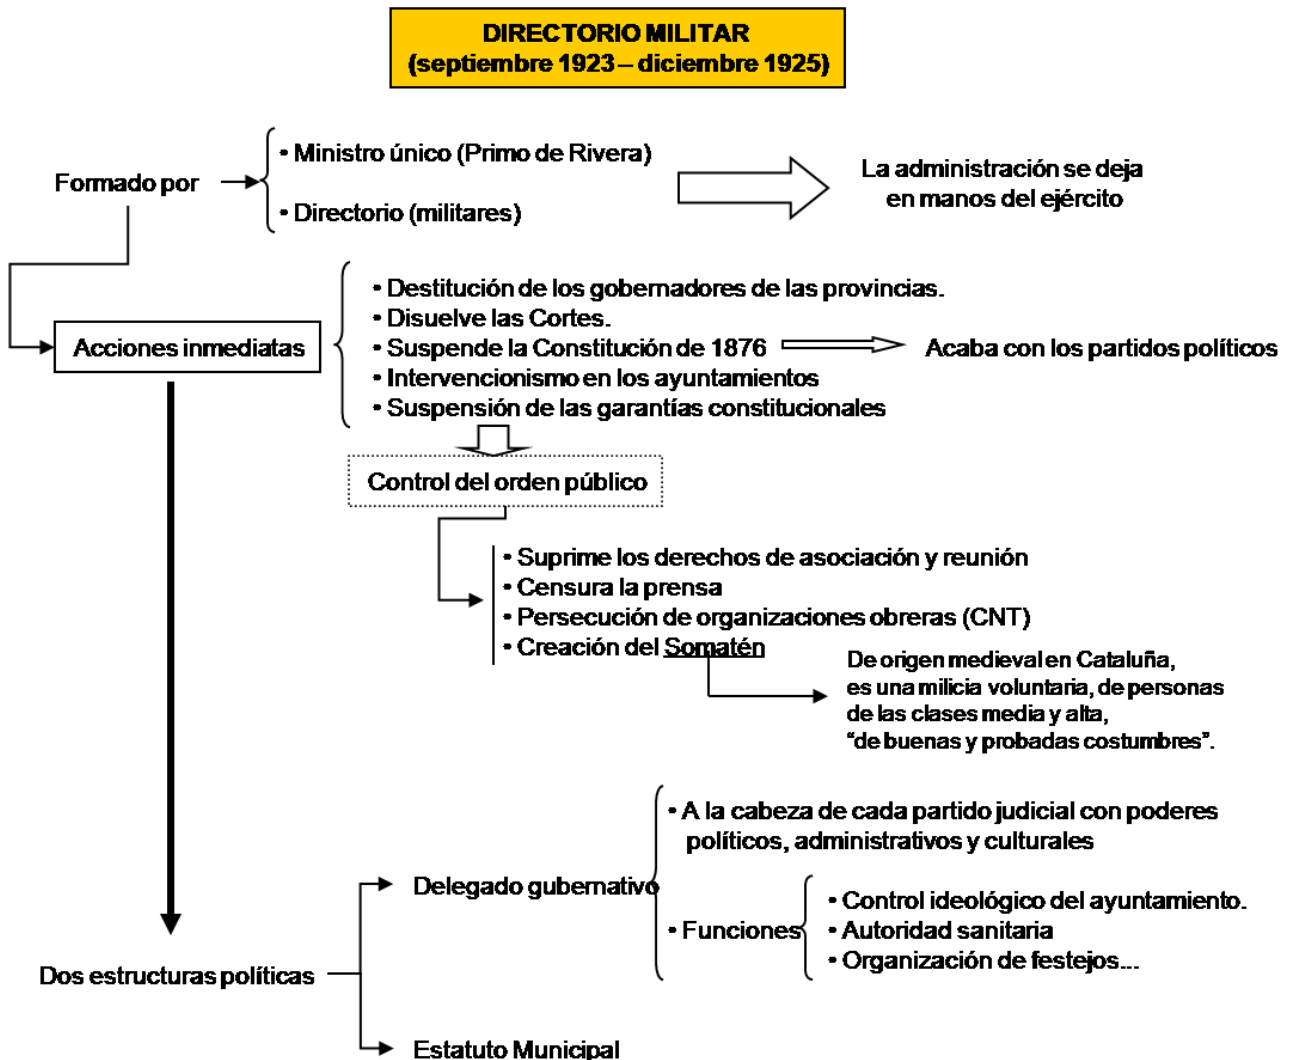 DIRECTORIO MILITAR
(septiembre 1923 – diciembre 1925)
Formado por
• Ministro único (Primo de Rivera)
• Directorio (militares)
La administración se deja
en manos del ejército
Acciones inmediatas
• Destitución de los gobernadores de las provincias.
• Disuelve las Cortes.
• Suspende la Constitución de 1876
• Intervencionismo en los ayuntamientos
• Suspensión de las garantías constitucionales
Acaba con los partidos políticos
Control del orden público
• Suprime los derechos de asociación y reunión
• Censura la prensa
• Persecución de organizaciones obreras (CNT)
• Creación del Somatén
De origen medieval en Cataluña,
es una milicia voluntaria, de personas
de las clases media y alta,
“de buenas y probadas costumbres”.
Dos estructuras políticas
Delegado gubernativo
• A la cabeza de cada partido judicial con poderes
políticos, administrativos y culturales
• Funciones
• Control ideológico del ayuntamiento.
• Autoridad sanitaria
• Organización de festejos...
Estatuto Municipal